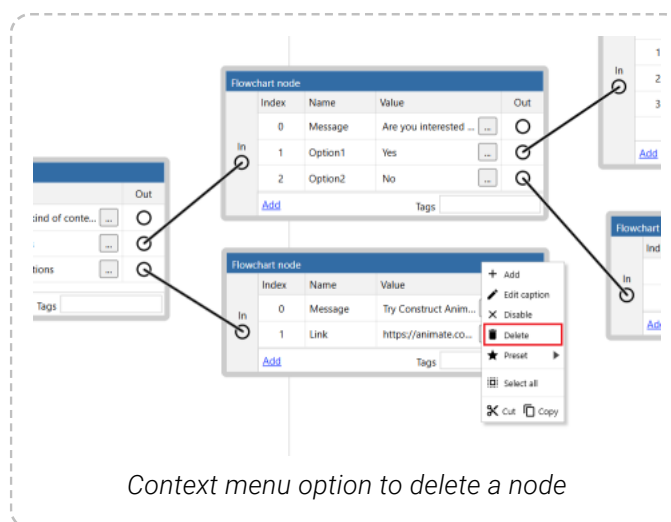 Flowchart node
Index Name Value Out
In
0 Message Are you interested ... ...
1 Option1 Yes ...
2 Option2 No ...
Add Tags
Out
kind of conte... ...
...
tions ...
Tags
Flowchart node
Index Name Value
In
0 Message Try Construct Anim...
1 Link https://animate.co...
Add Tags
+ Add
Edit caption
Disable
Delete
Preset
Select all
Cut Copy
In
1
2
3
Add
Flowchart
Ind
In
Context menu option to delete a node